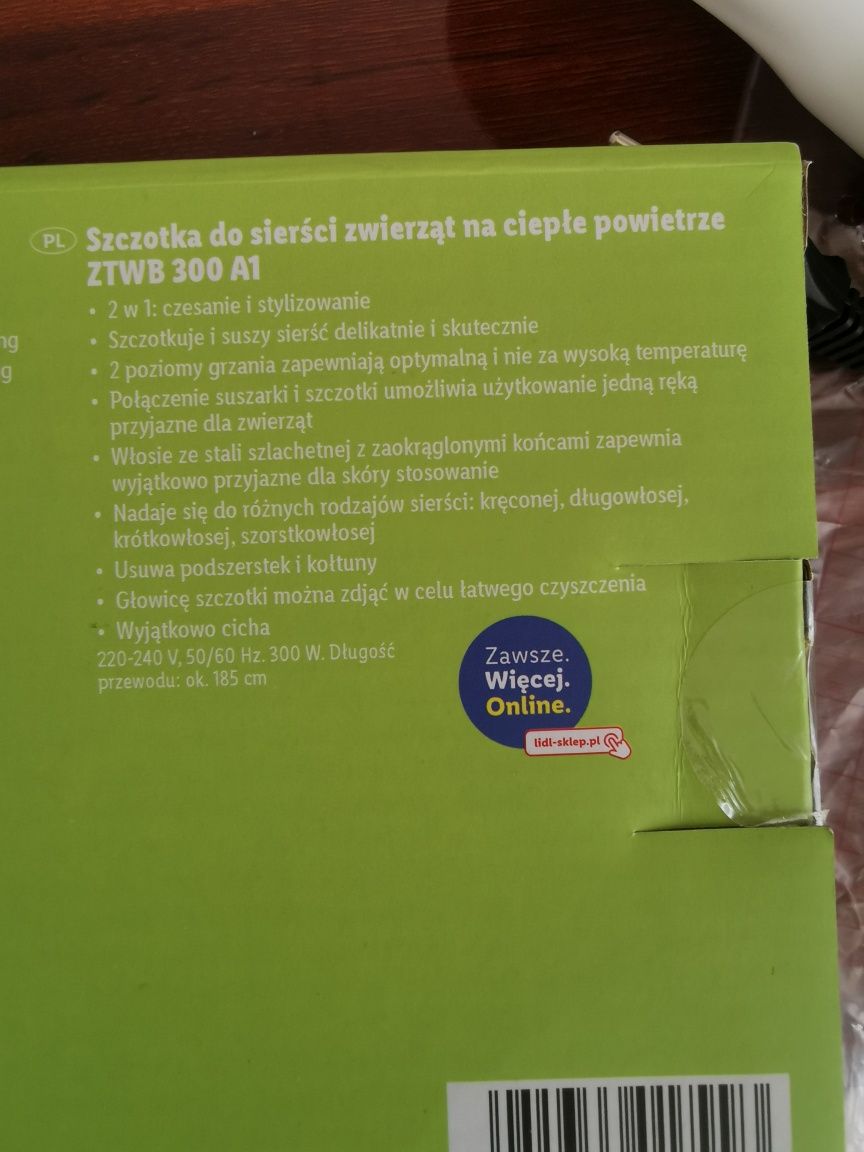 PL
Szczotka do sierści zwierząt na ciepłe powietrze
ZTWB 300 A1
• 2 w 1: czesanie i stylizowanie
• Szczotkuje i suszy sierść delikatnie i skutecznie
• 2 poziomy grzania zapewniają optymalną i nie za wysoką temperaturę
• Połączenie suszarki i szczotki umożliwia użytkowanie jedną ręką
przyjazne dla zwierząt
• Włosie ze stali szlachetnej z zaokrąglonymi końcami zapewnia
wyjątkowo przyjazne dla skóry stosowanie
• Nadaje się do różnych rodzajów sierści: kręconej, długowłosej,
krótkowłosej, szorstkowłosej
• Usuwa podszerstek i kołtuny
• Głowicę szczotki można zdjąć w celu łatwego czyszczenia
• Wyjątkowo cicha
220-240 V, 50/60 Hz. 300 W. Długość
przewodu: ok. 185 cm
Zawsze.
Więcej.
Online.
lidl-sklep.pl